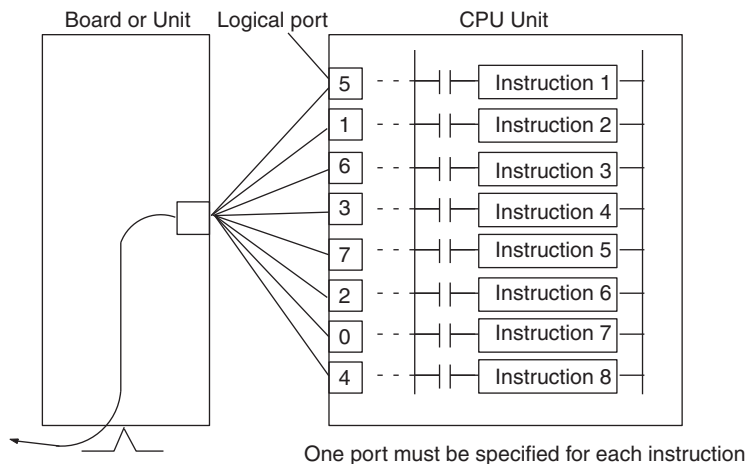 Board or Unit
Logical port
CPU Unit
5
Instruction 1
1
Instruction 2
6
Instruction 3
3
Instruction 4
7
Instruction 5
2
Instruction 6
0
Instruction 7
4
Instruction 8
One port must be specified for each instruction